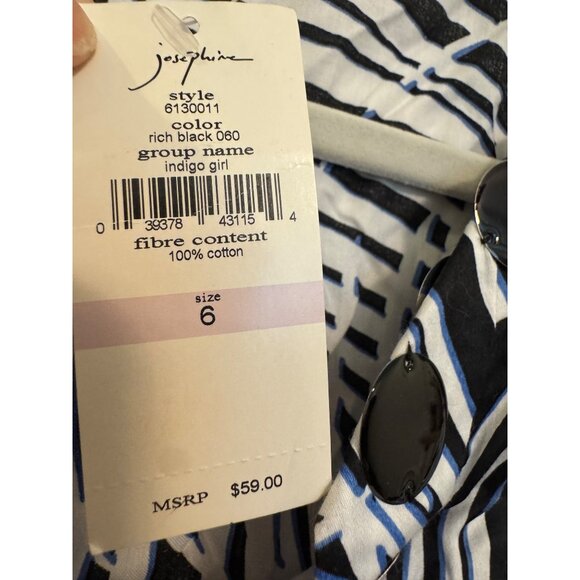 josephine
style
6130011
color
rich black 060
group name
indigo girl
0 39378 43115 4
fibre content
100% cotton
size
6
MSRP $59.00